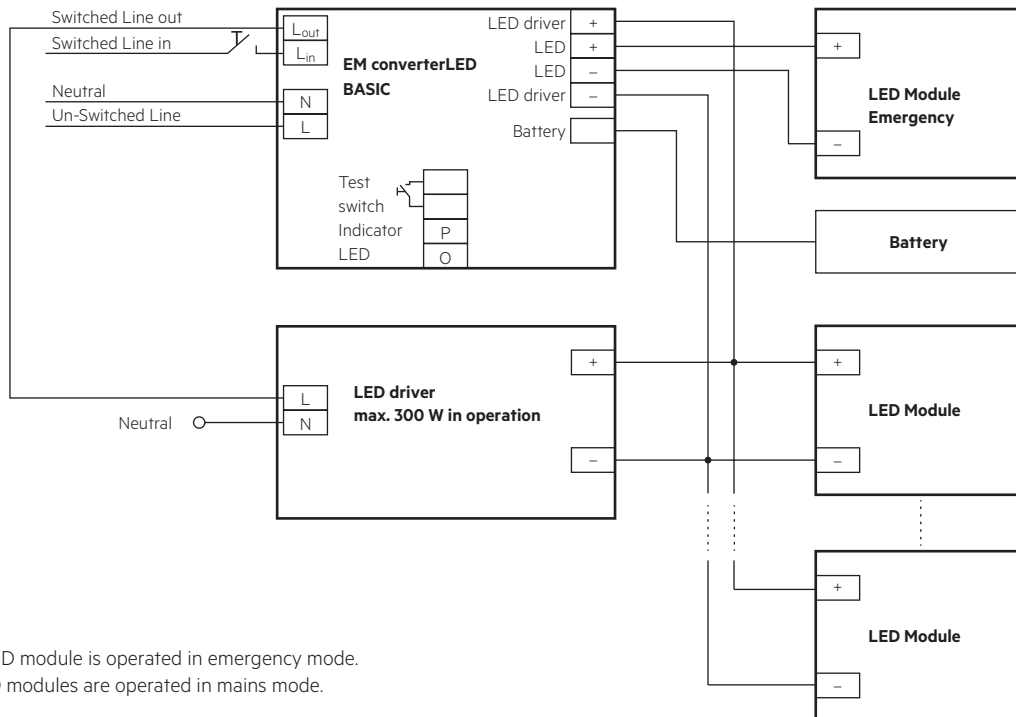 Switched Line out
Switched Line in
Neutral
Un-Switched Line
Lout
Lin
N
L
EM converterLED
BASIC
LED driver +
LED +
LED –
LED driver –
Battery
Test
switch
Indicator P
LED O
+
–
LED Module
Emergency
Battery
Neutral
L
N
LED driver
max. 300 W in operation
+
–
+
–
LED Module
+
–
LED Module
module is operated in emergency mode.
modules are operated in mains mode.